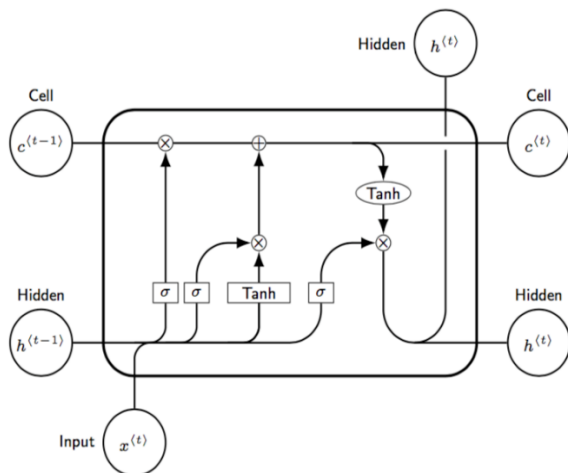 Hidden h⟨t⟩
Cell Cell
c⟨t−1⟩ ⊗ ⊕ c⟨t⟩
Tanh
⊗ ⊗
Hidden σ σ Tanh σ Hidden
h⟨t−1⟩ h⟨t⟩
Input x⟨t⟩